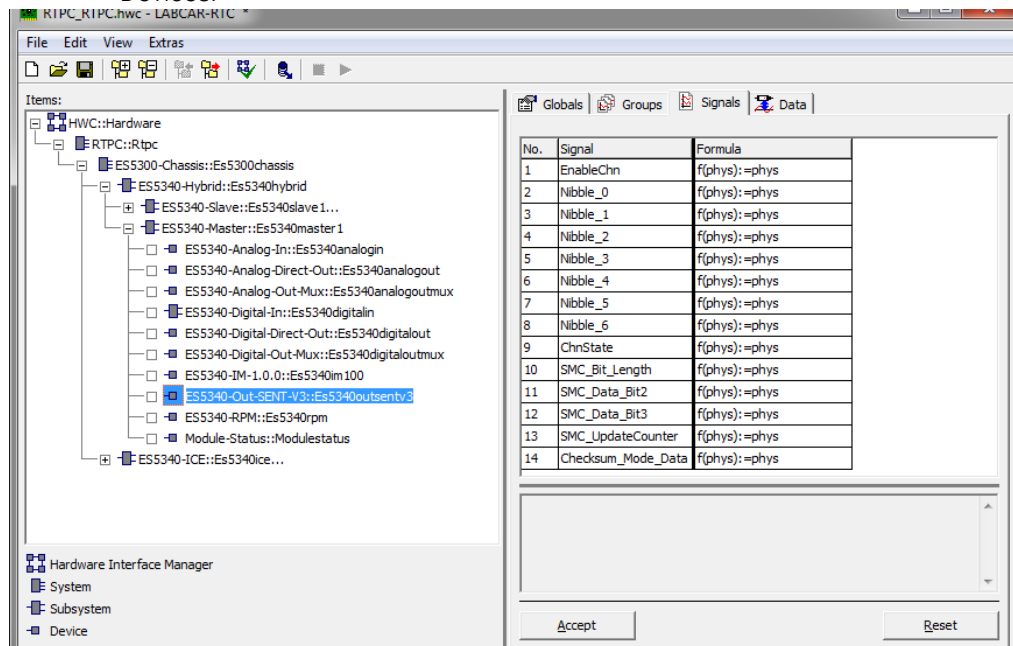 RTPC_RTPC.hwc - LABCAR-RTC *
File Edit View Extras
Items:
HWC::Hardware
RTPC::Rtpc
ES5300-Chassis::Es5300chassis
ES5340-Hybrid::Es5340hybrid
ES5340-Slave::Es5340slave1...
ES5340-Master::Es5340master1
ES5340-Analog-In::Es5340analogin
ES5340-Analog-Direct-Out::Es5340analogout
ES5340-Analog-Out-Mux::Es5340analogoutmux
ES5340-Digital-In::Es5340digitalin
ES5340-Digital-Direct-Out::Es5340digitalout
ES5340-Digital-Out-Mux::Es5340digitaloutmux
ES5340-IM-1.0.0::Es5340im100
ES5340-Out-SENT-V3::Es5340outsentv3
ES5340-RPM::Es5340rpm
Module-Status::Modulestatus
ES5340-ICE::Es5340ice...
Hardware Interface Manager
System
Subsystem
Device
Globals Groups Signals Data
No. Signal Formula
1 EnableChn f(phys):=phys
2 Nibble_0 f(phys):=phys
3 Nibble_1 f(phys):=phys
4 Nibble_2 f(phys):=phys
5 Nibble_3 f(phys):=phys
6 Nibble_4 f(phys):=phys
7 Nibble_5 f(phys):=phys
8 Nibble_6 f(phys):=phys
9 ChnState f(phys):=phys
10 SMC_Bit_Length f(phys):=phys
11 SMC_Data_Bit2 f(phys):=phys
12 SMC_Data_Bit3 f(phys):=phys
13 SMC_UpdateCounter f(phys):=phys
14 Checksum_Mode_Data f(phys):=phys
Accept Reset